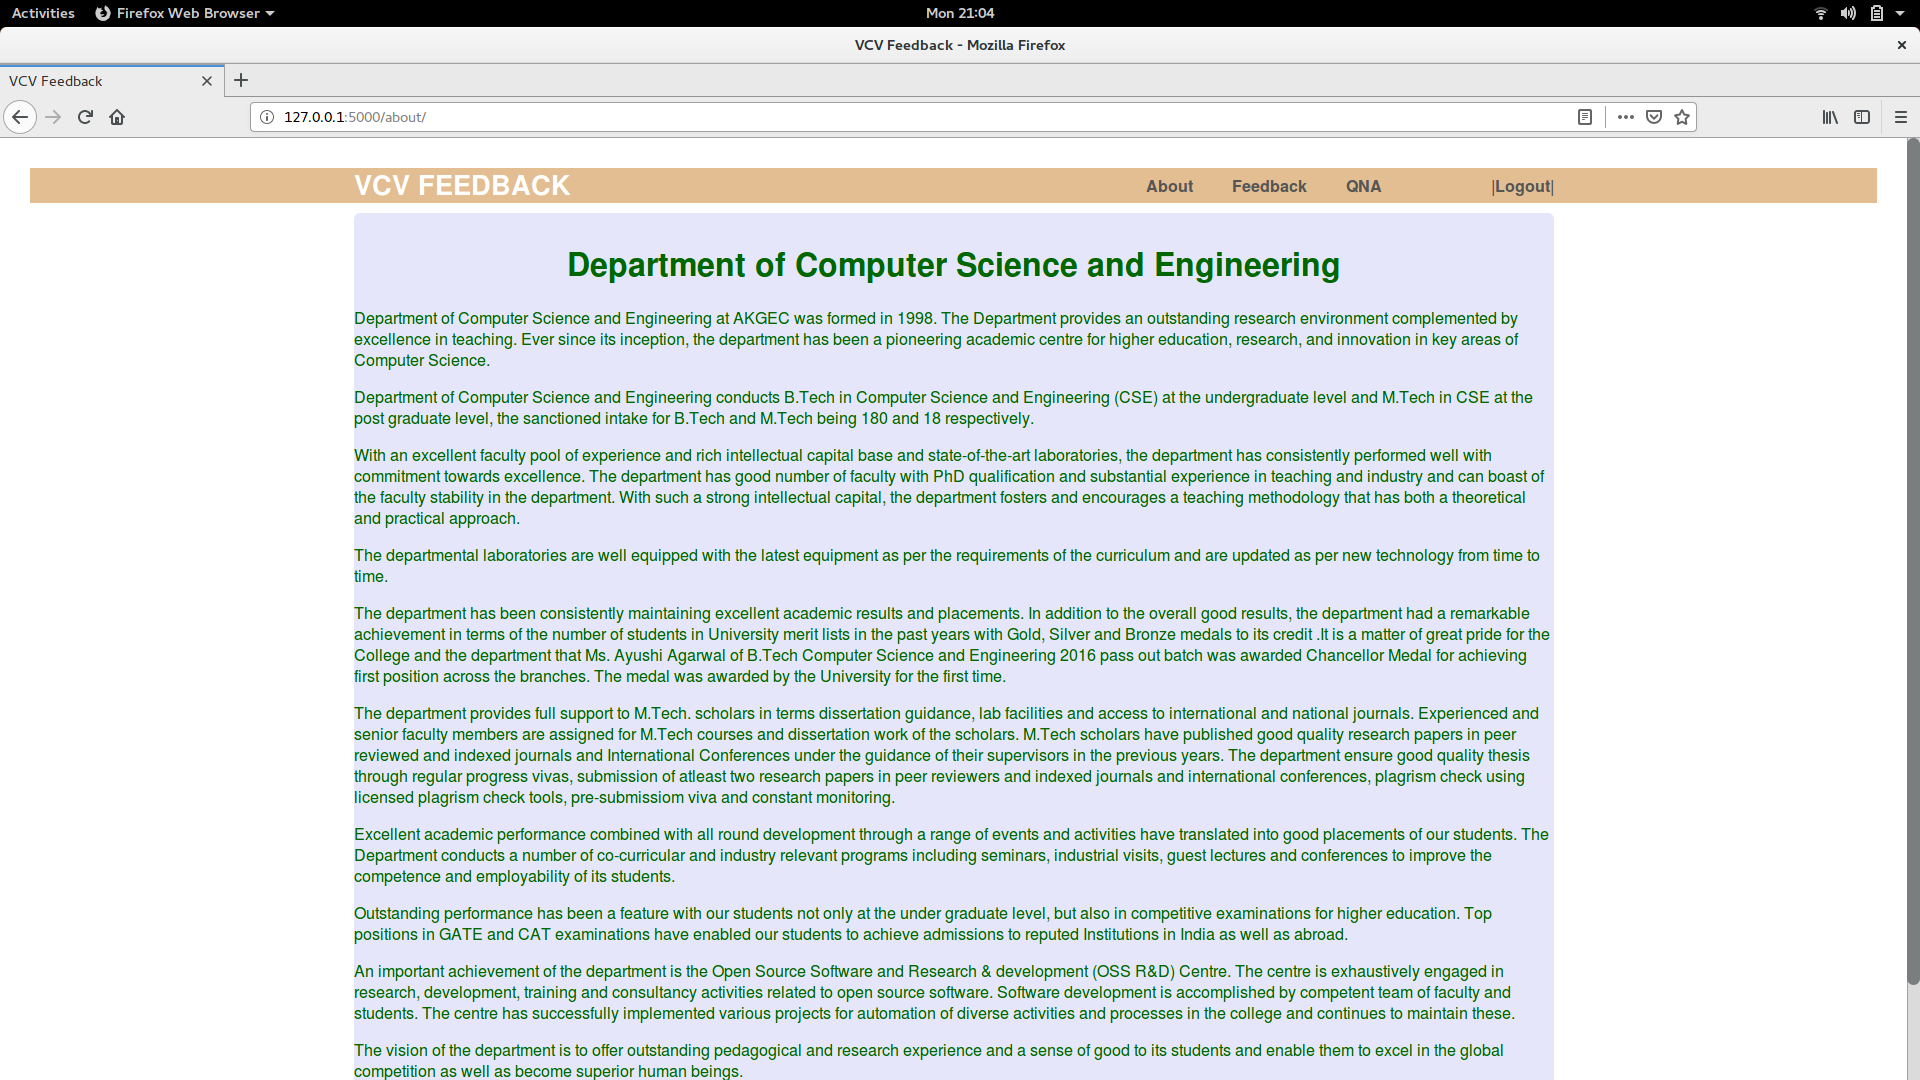 Activities Firefox Web Browser Mon 21:04
VCV Feedback - Mozilla Firefox
VCV Feedback
127.0.0.1:5000/about/
VCV FEEDBACK About Feedback QNA |Logout|
Department of Computer Science and Engineering
Department of Computer Science and Engineering at AKGEC was formed in 1998. The Department provides an outstanding research environment complemented by
excellence in teaching. Ever since its inception, the department has been a pioneering academic centre for higher education, research, and innovation in key areas of
Computer Science.
Department of Computer Science and Engineering conducts B.Tech in Computer Science and Engineering (CSE) at the undergraduate level and M.Tech in CSE at the
post graduate level, the sanctioned intake for B.Tech and M.Tech being 180 and 18 respectively.
With an excellent faculty pool of experience and rich intellectual capital base and state-of-the-art laboratories, the department has consistently performed well with
commitment towards excellence. The department has good number of faculty with PhD qualification and substantial experience in teaching and industry and can boast of
the faculty stability in the department. With such a strong intellectual capital, the department fosters and encourages a teaching methodology that has both a theoretical
and practical approach.
The departmental laboratories are well equipped with the latest equipment as per the requirements of the curriculum and are updated as per new technology from time to
time.
The department has been consistently maintaining excellent academic results and placements. In addition to the overall good results, the department had a remarkable
achievement in terms of the number of students in University merit lists in the past years with Gold, Silver and Bronze medals to its credit .It is a matter of great pride for the
College and the department that Ms. Ayushi Agarwal of B.Tech Computer Science and Engineering 2016 pass out batch was awarded Chancellor Medal for achieving
first position across the branches. The medal was awarded by the University for the first time.
The department provides full support to M.Tech. scholars in terms dissertation guidance, lab facilities and access to international and national journals. Experienced and
senior faculty members are assigned for M.Tech courses and dissertation work of the scholars. M.Tech scholars have published good quality research papers in peer
reviewed and indexed journals and International Conferences under the guidance of their supervisors in the previous years. The department ensure good quality thesis
through regular progress vivas, submission of atleast two research papers in peer reviewers and indexed journals and international conferences, plagrism check using
licensed plagrism check tools, pre-submissiom viva and constant monitoring.
Excellent academic performance combined with all round development through a range of events and activities have translated into good placements of our students. The
Department conducts a number of co-curricular and industry relevant programs including seminars, industrial visits, guest lectures and conferences to improve the
competence and employability of its students.
Outstanding performance has been a feature with our students not only at the under graduate level, but also in competitive examinations for higher education. Top
positions in GATE and CAT examinations have enabled our students to achieve admissions to reputed Institutions in India as well as abroad.
An important achievement of the department is the Open Source Software and Research & development (OSS R&D) Centre. The centre is exhaustively engaged in
research, development, training and consultancy activities related to open source software. Software development is accomplished by competent team of faculty and
students. The centre has successfully implemented various projects for automation of diverse activities and processes in the college and continues to maintain these.
The vision of the department is to offer outstanding pedagogical and research experience and a sense of good to its students and enable them to excel in the global
competition as well as become superior human beings.